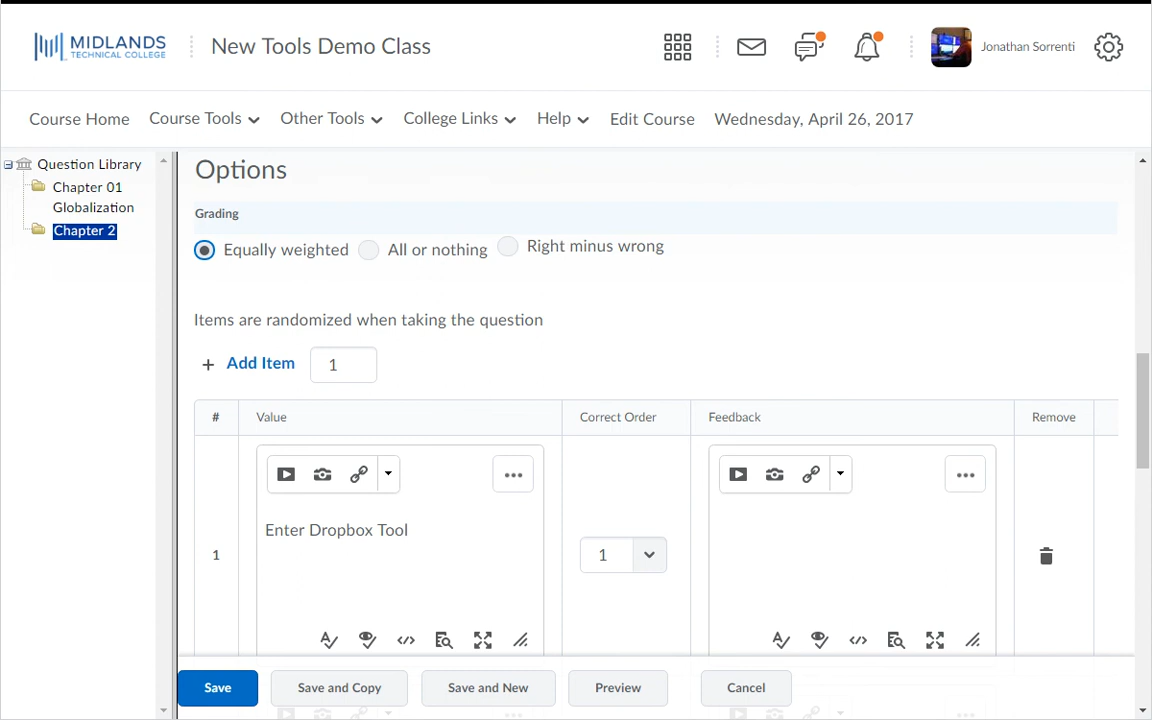 MIDLANDS
TECHNICAL COLLEGE
New Tools Demo Class
Jonathan Sorrenti
Course Home
Course Tools
Other Tools
College Links
Help
Edit Course
Wednesday, April 26, 2017
Question Library
Chapter 01
Globalization
Chapter 2
Options
Grading
Equally weighted
All or nothing
Right minus wrong
Items are randomized when taking the question
+ Add Item
1
#
Value
Correct Order
Feedback
Remove
1
Enter Dropbox Tool
1
Save
Save and Copy
Save and New
Preview
Cancel